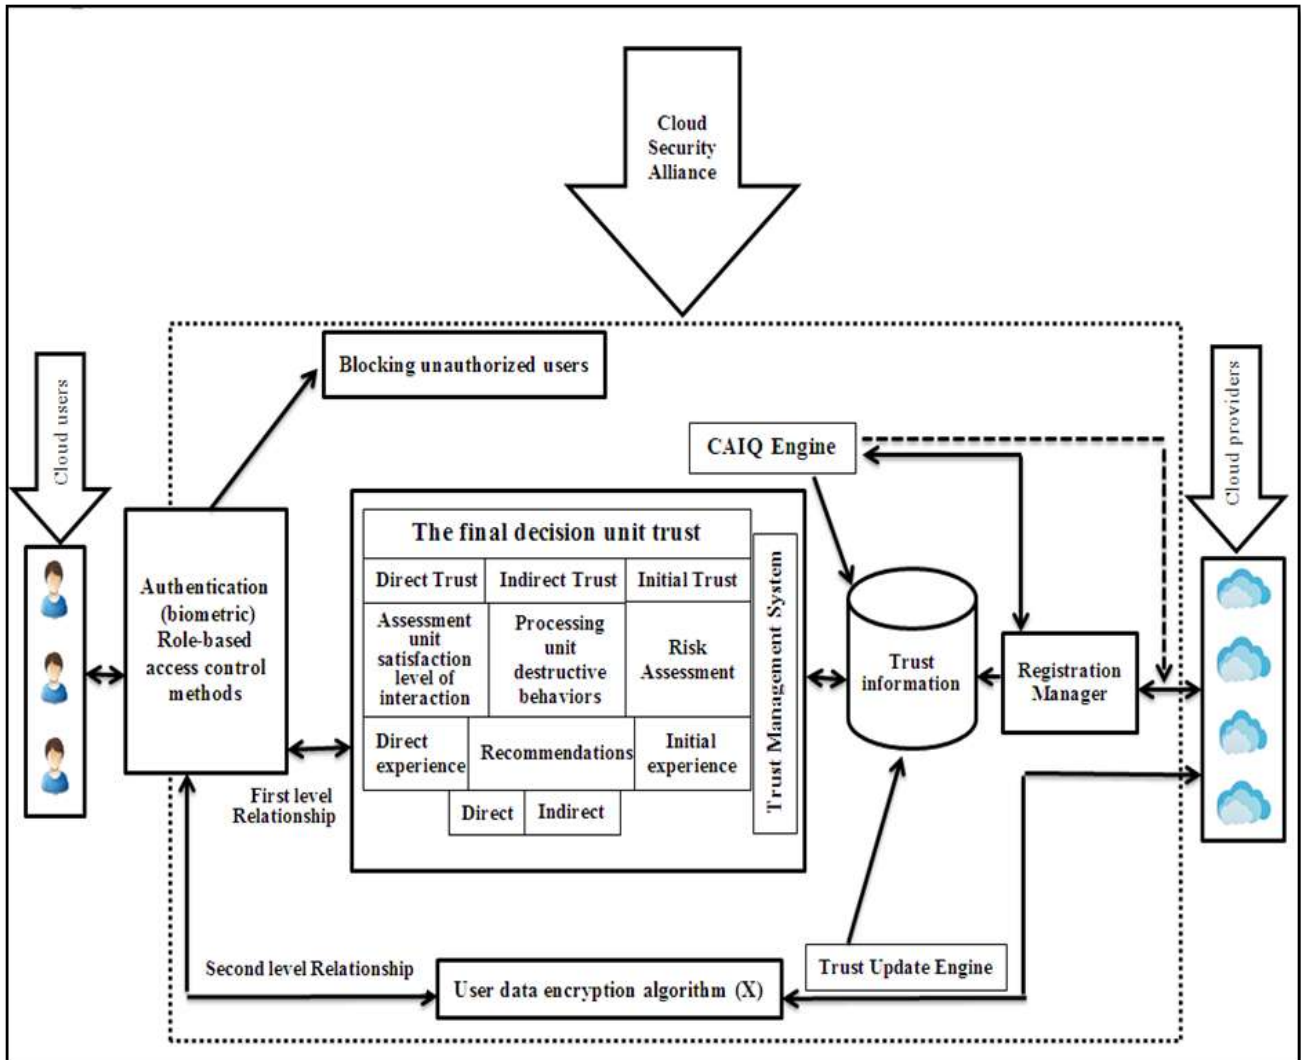 Cloud
Security
Alliance
Blocking unauthorized users
Cloud users
Cloud providers
CAIQ Engine
Authentication
(biometric)
Role-based
access control
methods
The final decision unit trust
Direct Trust
Indirect Trust
Initial Trust
Assessment
unit
satisfaction
level of
interaction
Processing
unit
destructive
behaviors
Risk
Assessment
Direct
experience
Recommendations
Initial
experience
Direct
Indirect
Trust Management System
Trust
information
Registration
Manager
First level
Relationship
Second level Relationship
User data encryption algorithm (X)
Trust Update Engine